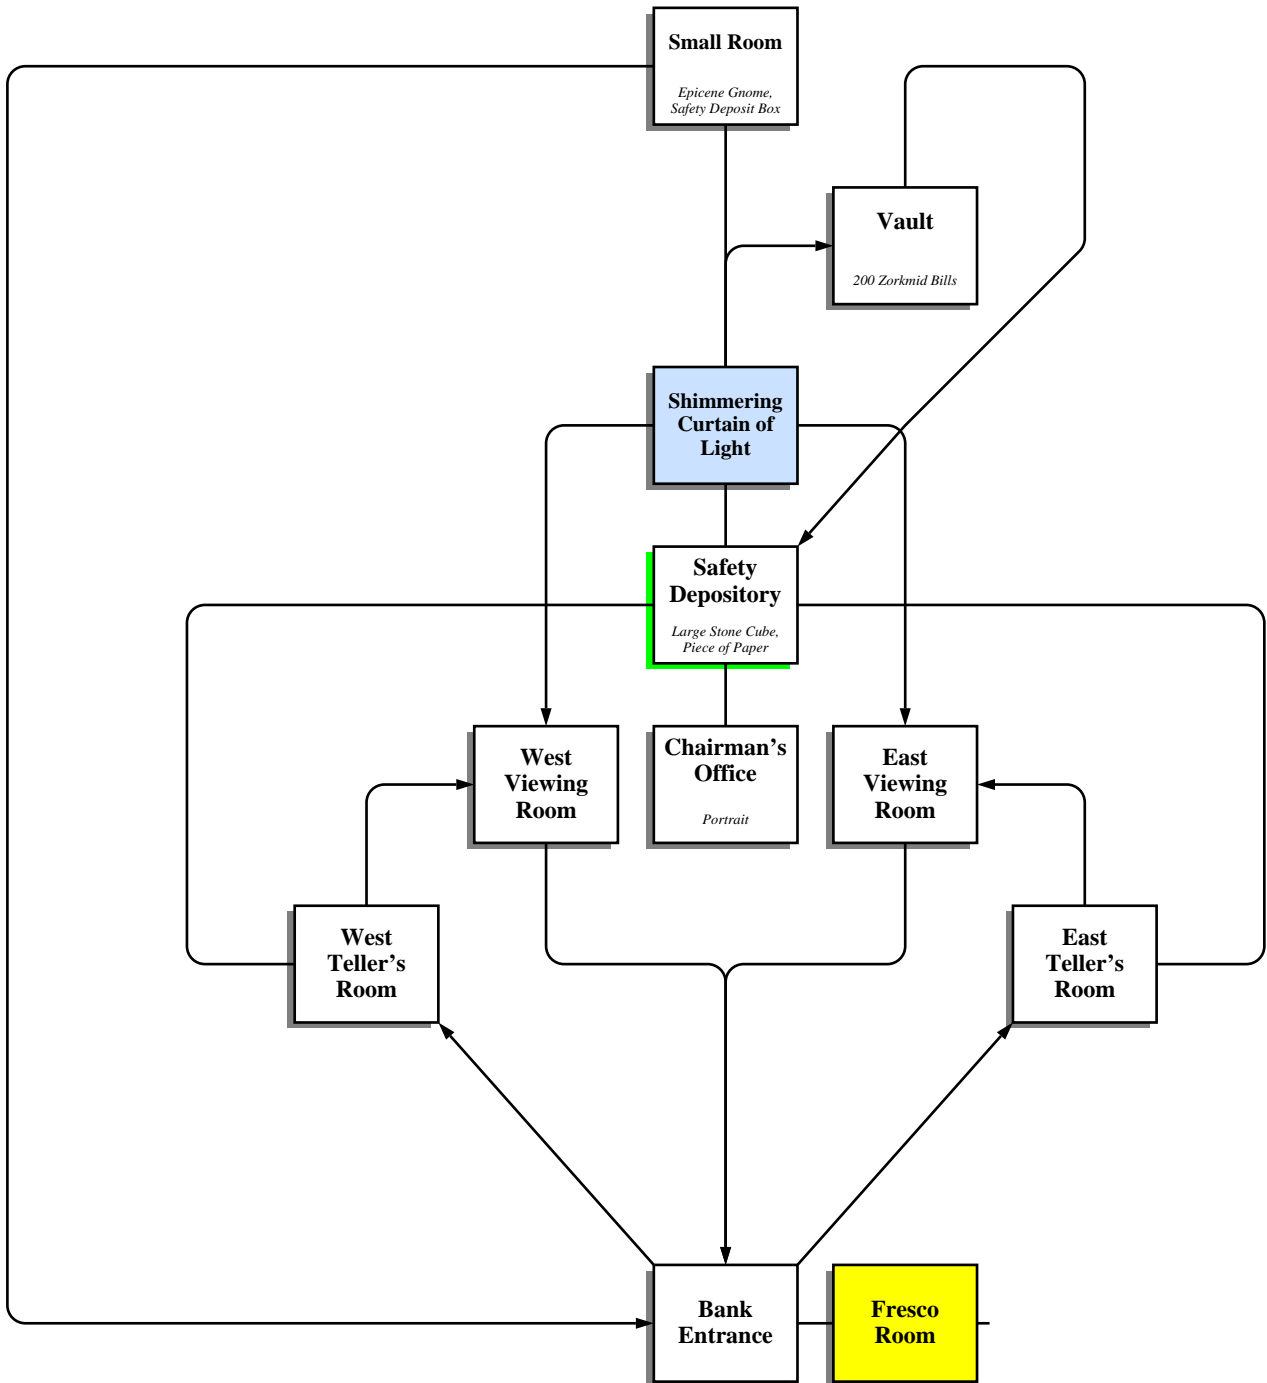 Small Room
Epicene Gnome,
Safety Deposit Box
Vault
200 Zorkmid Bills
Shimmering
Curtain of
Light
Safety
Depository
Large Stone Cube,
Piece of Paper
West
Viewing
Room
Chairman's
Office
Portrait
East
Viewing
Room
West
Teller's
Room
East
Teller's
Room
Bank
Entrance
Fresco
Room